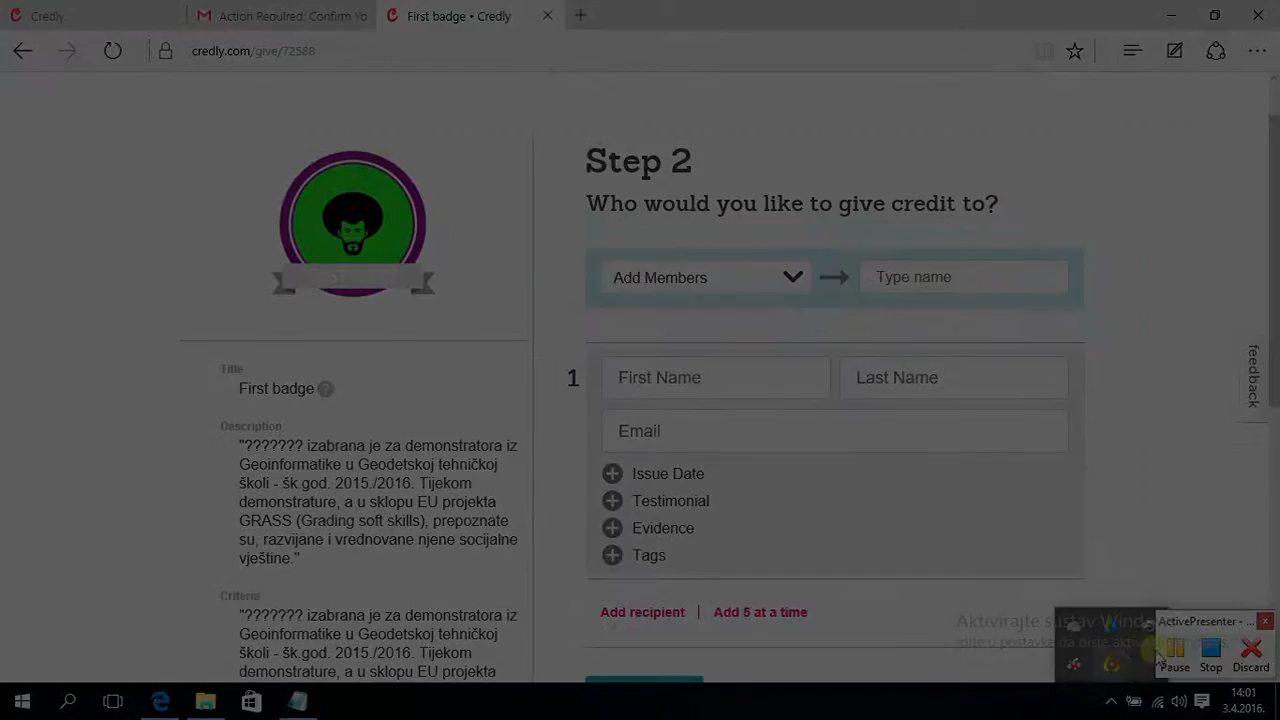 Credly
Action Required: Confirm Yo
First badge • Credly
credly.com/give/72588
Step 2
Who would you like to give credit to?
Add Members
Type name
1
First Name
Last Name
Email
Issue Date
Testimonial
Evidence
Tags
Add recipient
Add 5 at a time
feedback
Title
First badge ?
Description
"??????? izabrana je za demonstratora iz
Geoinformatike u Geodetskoj tehničkoj
školi - šk.god. 2015./2016. Tijekom
demonstrature, a u sklopu EU projekta
GRASS (Grading soft skills), prepoznate
su, razvijane i vrednovane njene socijalne
vještine."
Criteria
"??????? izabrana je za demonstratora iz
Geoinformatike u Geodetskoj tehničkoj
školi - šk.god. 2015./2016. Tijekom
demonstrature, a u sklopu EU projekta
Aktivirajte sustav Wind
ActivePresenter - ...
Pause
Stop
Discard
14:01
3.4.2016.